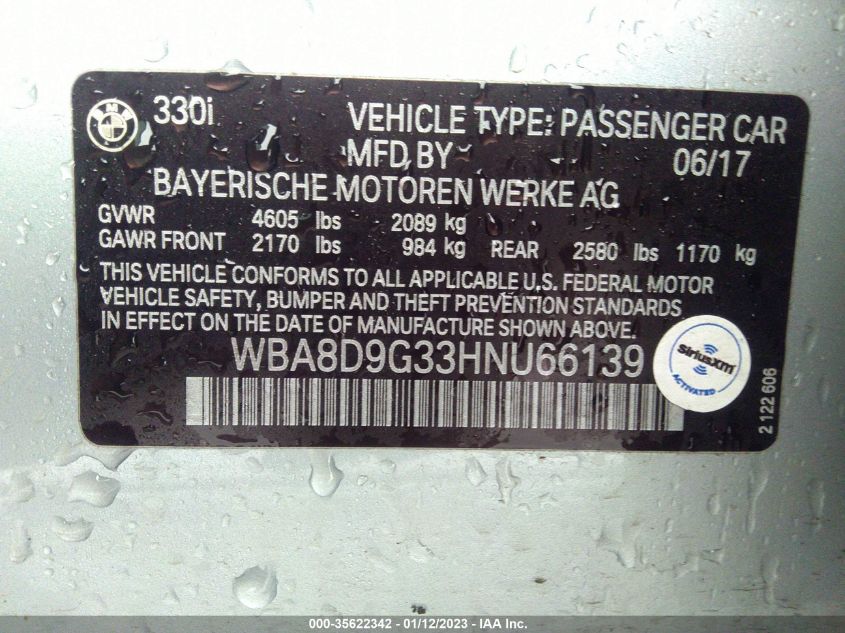 BMW
330i VEHICLE TYPE: PASSENGER CAR
MFD BY 06/17
BAYERISCHE MOTOREN WERKE AG
GVWR 4605 lbs 2089 kg
GAWR FRONT 2170 lbs 984 kg REAR 2580 lbs 1170 kg
THIS VEHICLE CONFORMS TO ALL APPLICABLE U.S. FEDERAL MOTOR
VEHICLE SAFETY, BUMPER AND THEFT PREVENTION STANDARDS
IN EFFECT ON THE DATE OF MANUFACTURE SHOWN ABOVE.
WBA8D9G33HNU66139
SiriusXM
ACTIVATED
2 122 606
000-35622342 - 01/12/2023 - IAA Inc.